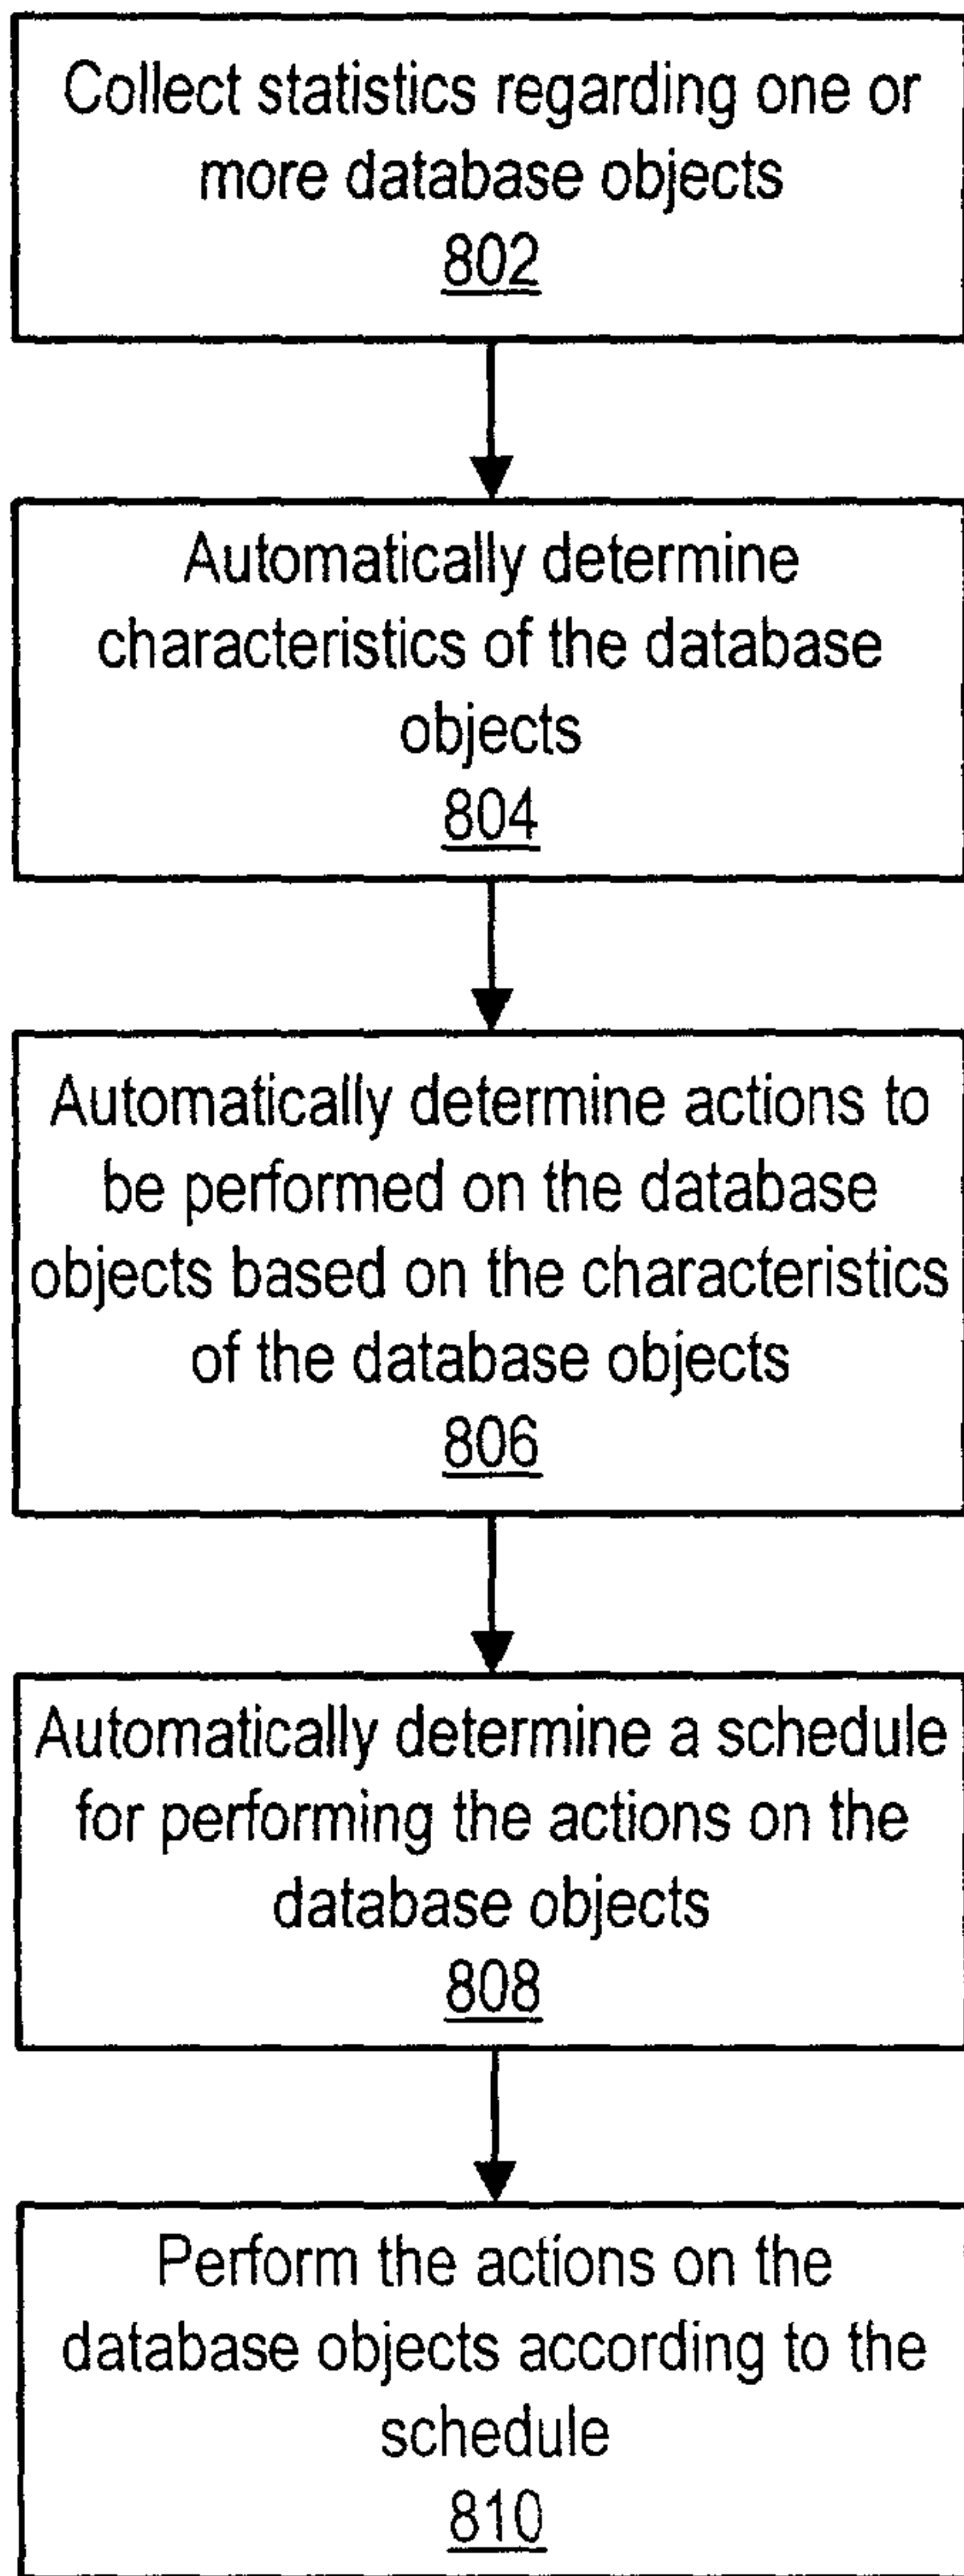 Collect statistics regarding one or
more database objects
802
Automatically determine
characteristics of the database
objects
804
Automatically determine actions to
be performed on the database
objects based on the characteristics
of the database objects
806
Automatically determine a schedule
for performing the actions on the
database objects
808
Perform the actions on the
database objects according to the
schedule
810